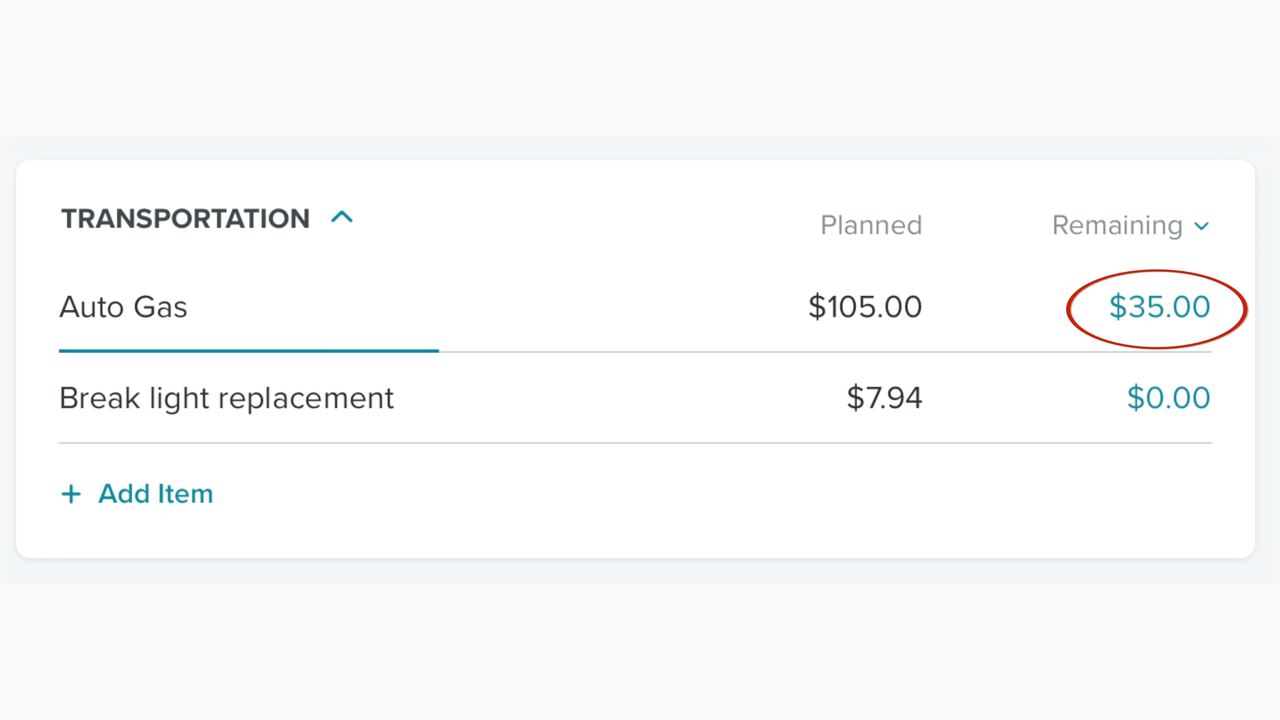 TRANSPORTATION Planned Remaining
Auto Gas $105.00 $35.00
Break light replacement $7.94 $0.00
+ Add Item